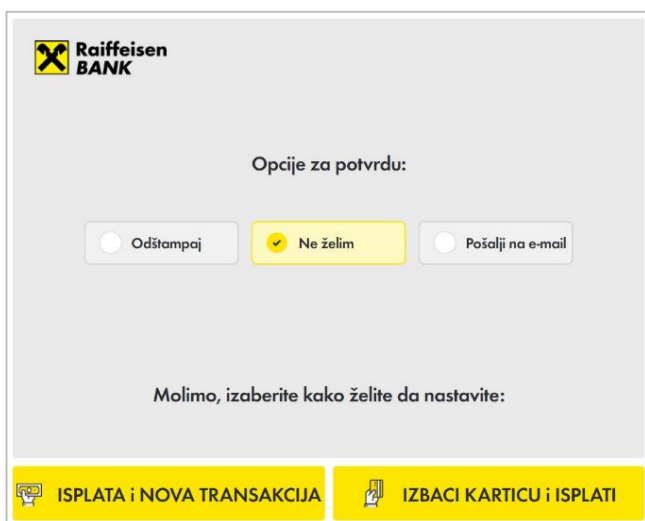 Raiffeisen
BANK
Opcije za potvrdu:
Odštampaj
Ne želim
Pošalji na e-mail
Molimo, izaberite kako želite da nastavite:
ISPLATA i NOVA TRANSAKCIJA
IZBACI KARTICU i ISPLATI